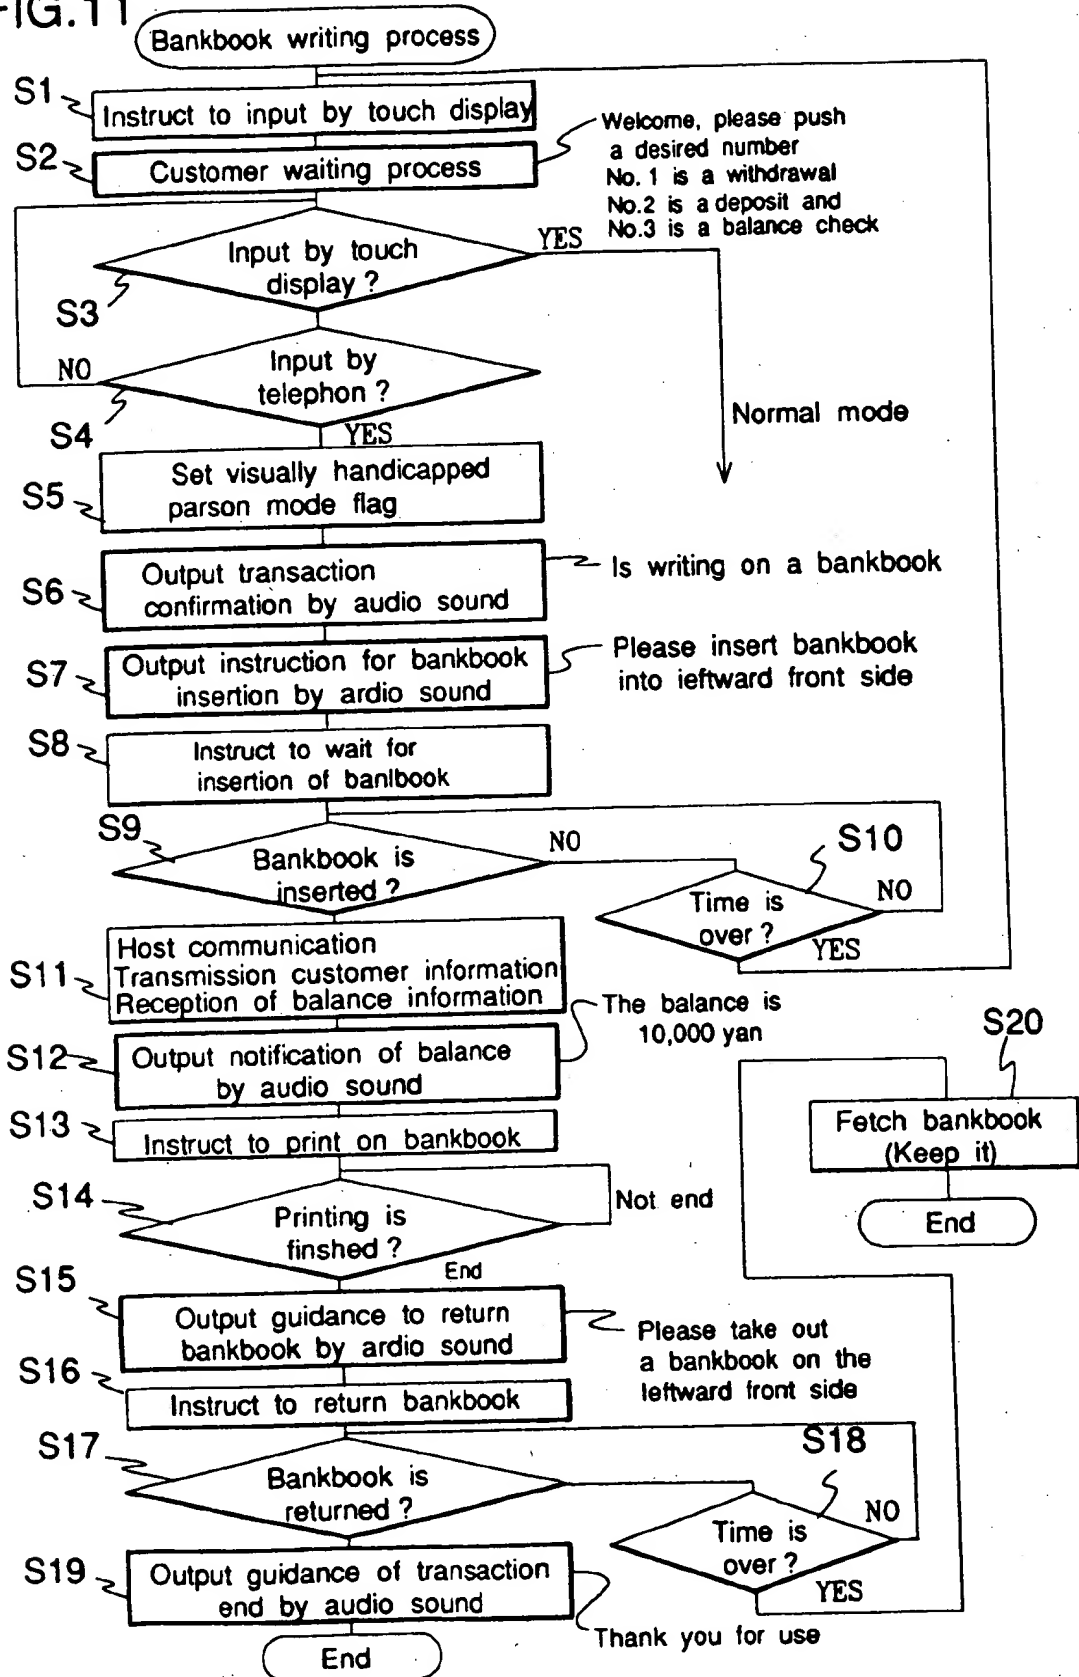 FIG.11
Bankbook writing process
S1
Instruct to input by touch display
S2
Customer waiting process
Welcome, please push
a desired number
No. 1 is a withdrawal
No.2 is a deposit and
No.3 is a balance check
Input by touch
display ?
YES
S3
Input by
telephon ?
NO
S4
YES
Normal mode
S5
Set visually handicapped
parson mode flag
S6
Output transaction
confirmation by audio sound
Is writing on a bankbook
S7
Output instruction for bankbook
insertion by ardio sound
Please insert bankbook
into ieftward front side
S8
Instruct to wait for
insertion of banlbook
S9
Bankbook is
inserted ?
NO
S10
Time is
over ?
NO
YES
S11
Host communication
Transmission customer information
Reception of balance information
S12
Output notification of balance
by audio sound
The balance is
10,000 yan
S13
Instruct to print on bankbook
S14
Printing is
finshed ?
Not end
End
S15
Output guidance to return
bankbook by ardio sound
Please take out
a bankbook on the
leftward front side
S16
Instruct to return bankbook
S17
Bankbook is
returned ?
S18
Time is
over ?
NO
YES
S19
Output guidance of transaction
end by audio sound
Thank you for use
End
S20
Fetch bankbook
(Keep it)
End